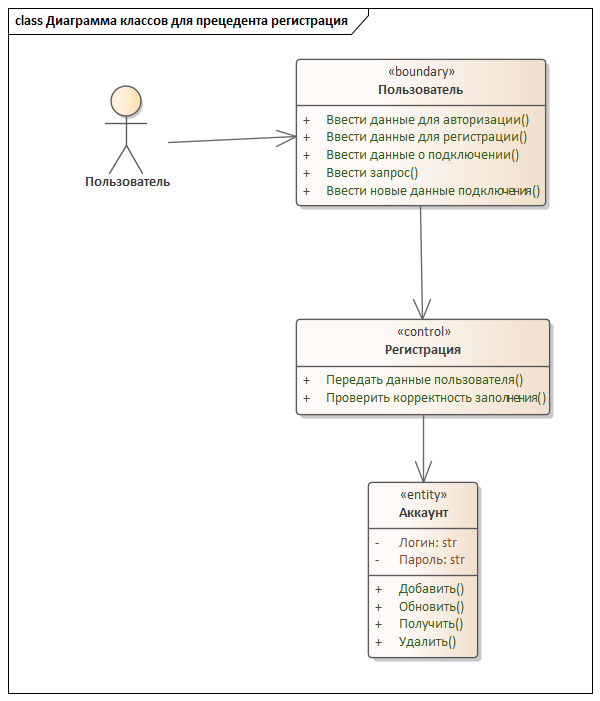 class Диаграмма классов для прецедента регистрация
«boundary»
Пользователь
+ Ввести данные для авторизации()
+ Ввести данные для регистрации()
+ Ввести данные о подключении()
+ Ввести запрос()
+ Ввести новые данные подключения()
Пользователь
«control»
Регистрация
+ Передать данные пользователя()
+ Проверить корректность заполнения()
«entity»
Аккаунт
- Логин: str
- Пароль: str
+ Добавить()
+ Обновить()
+ Получить()
+ Удалить()